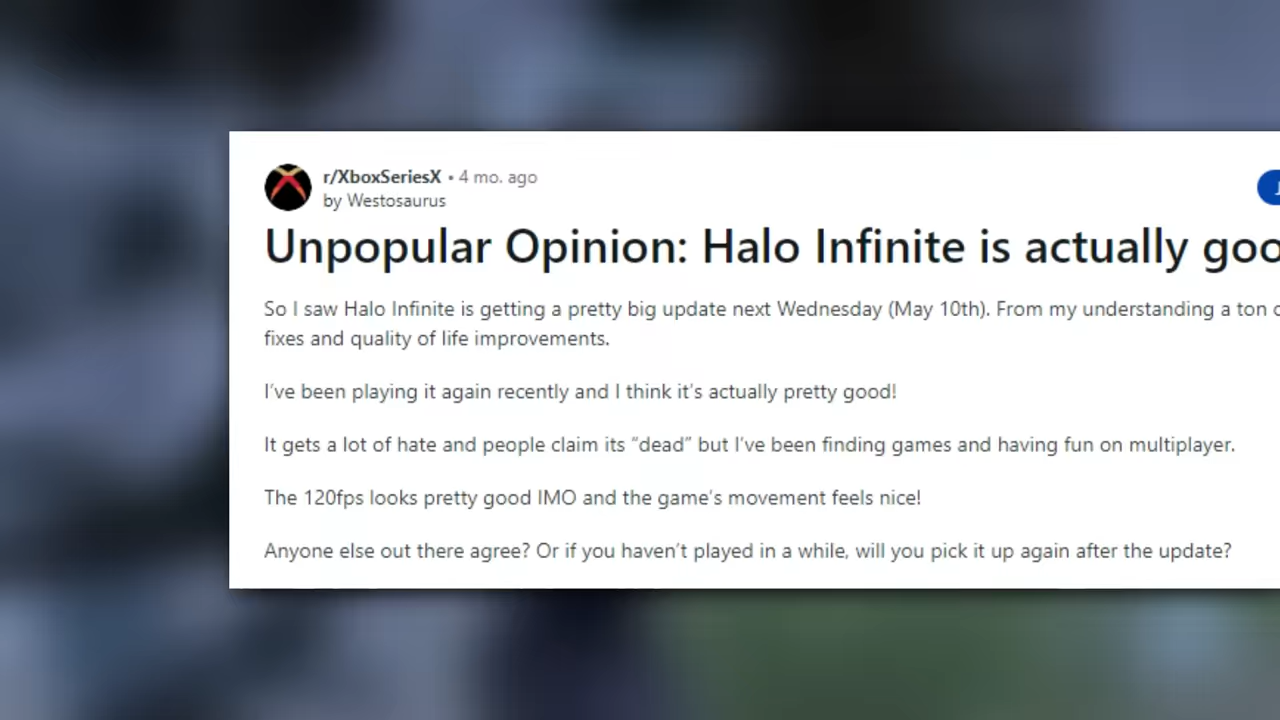 r/XboxSeriesX • 4 mo. ago
by Westosaurus
Unpopular Opinion: Halo Infinite is actually
So I saw Halo Infinite is getting a pretty big update next Wednesday (May 10th). From my understanding a ton
fixes and quality of life improvements.
I’ve been playing it again recently and I think it’s actually pretty good!
It gets a lot of hate and people claim its “dead” but I’ve been finding games and having fun on multiplayer.
The 120fps looks pretty good IMO and the game’s movement feels nice!
Anyone else out there agree? Or if you haven’t played in a while, will you pick it up again after the update?